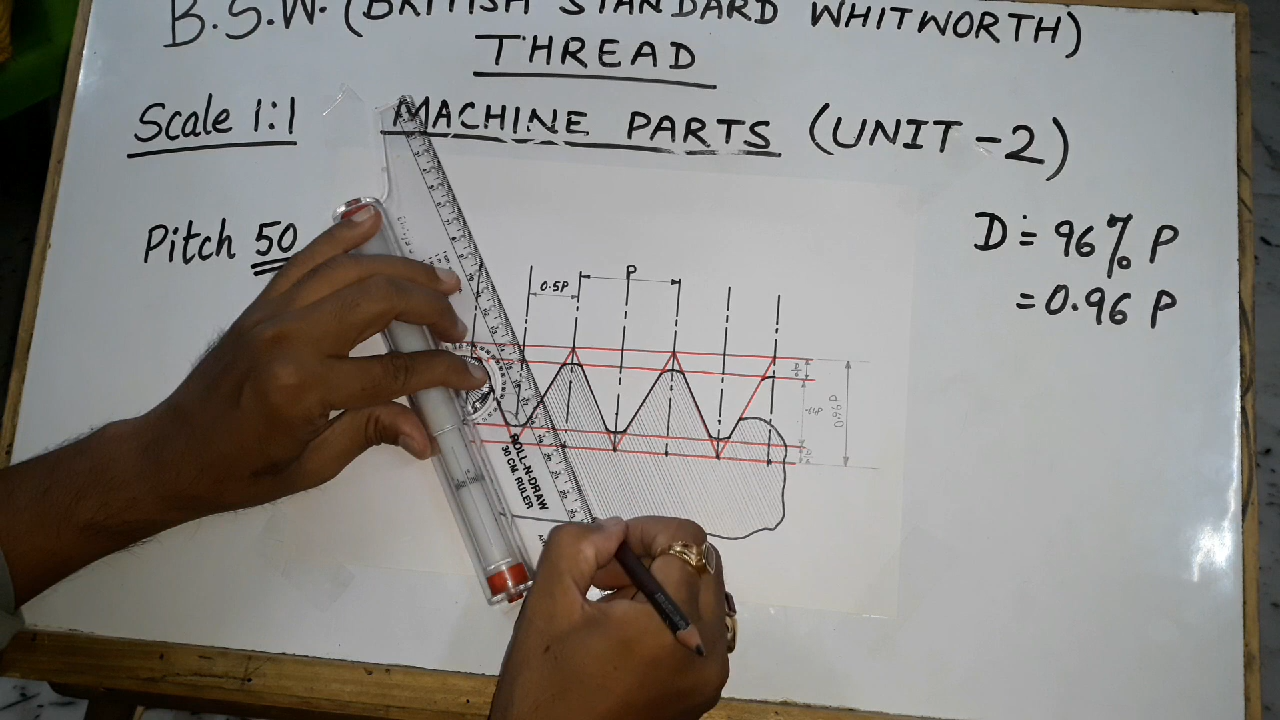 B.S.W. (BRITISH STANDARD WHITWORTH)
THREAD
Scale 1:1
MACHINE PARTS (UNIT-2)
Pitch 50
D = 96% P
= 0.96 P
0.5P
P
0.96P
ROLL-N-DRAW
30 CM. RULER